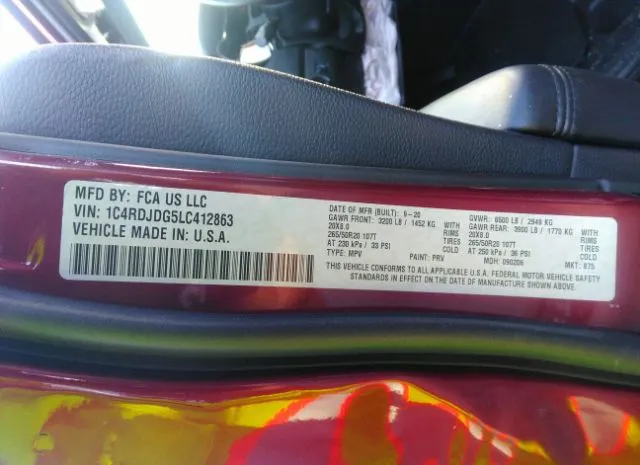 MFD BY: FCA US LLC
VIN: 1C4RDJDG5LC412863
VEHICLE MADE IN: U.S.A.
DATE OF MFR (BUILT): 9-20
GVWR: 6500 LB / 2949 KG
GAWR FRONT: 3200 LB / 1452 KG WITH
GAWR REAR: 3900 LB / 1770 KG WITH
20X8.0 TIRES
20X8.0 TIRES
265/50R20 107T RIMS
265/50R20 107T RIMS
AT 230 kPa / 33 PSI COLD
AT 250 kPa / 36 PSI COLD
TYPE: MPV PAINT: PRV MDH: 090206 MKT: 875
THIS VEHICLE CONFORMS TO ALL APPLICABLE U.S.A. FEDERAL MOTOR VEHICLE SAFETY
STANDARDS IN EFFECT ON THE DATE OF MANUFACTURE SHOWN ABOVE.